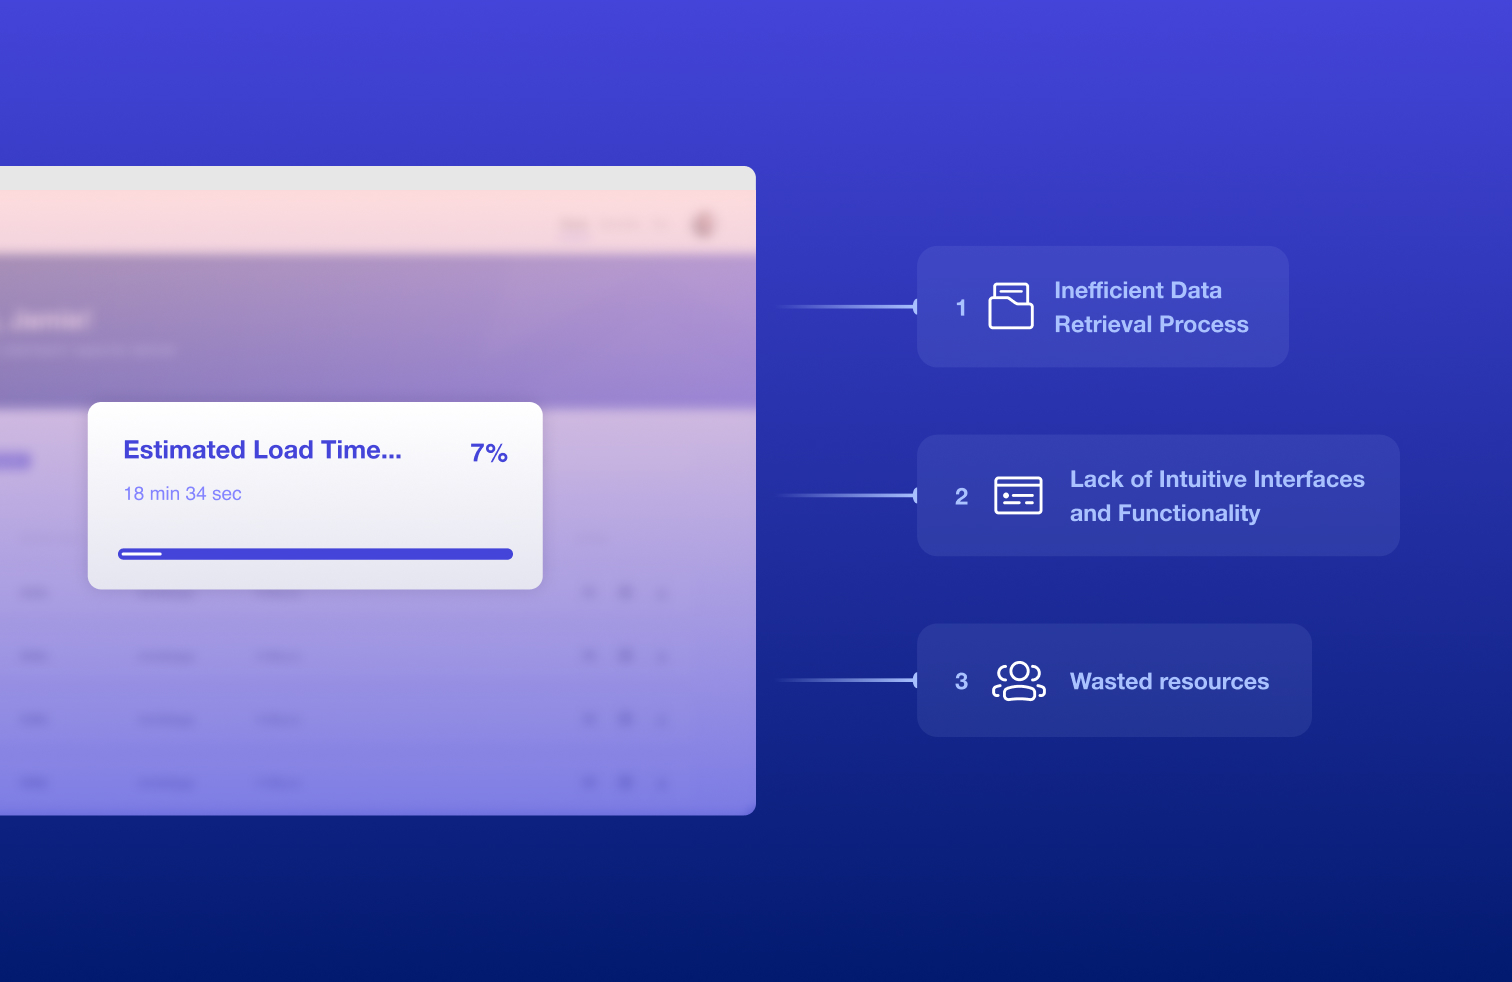 Estimated Load Time...
7%
18 min 34 sec
1
Inefficient Data
Retrieval Process
2
Lack of Intuitive Interfaces
and Functionality
3
Wasted resources